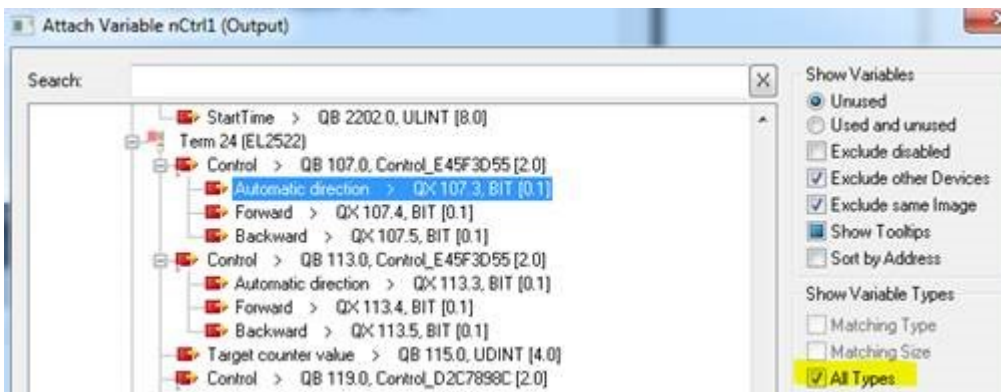 Attach Variable nCtrl1 (Output)
Search:
StartTime > QB 2202.0, ULINT [8.0]
Term 24 (EL2522)
Control > QB 107.0, Control_E45F3D55 [2.0]
Automatic direction > QX 107.3, BIT [0.1]
Forward > QX 107.4, BIT [0.1]
Backward > QX 107.5, BIT [0.1]
Control > QB 113.0, Control_E45F3D55 [2.0]
Automatic direction > QX 113.3, BIT [0.1]
Forward > QX 113.4, BIT [0.1]
Backward > QX 113.5, BIT [0.1]
Target counter value > QB 115.0, UDINT [4.0]
Control > QB 119.0, Control_D2C7898C [2.0]
Show Variables
Unused
Used and unused
Exclude disabled
Exclude other Devices
Exclude same Image
Show Tooltips
Sort by Address
Show Variable Types
Matching Type
Matching Size
All Types